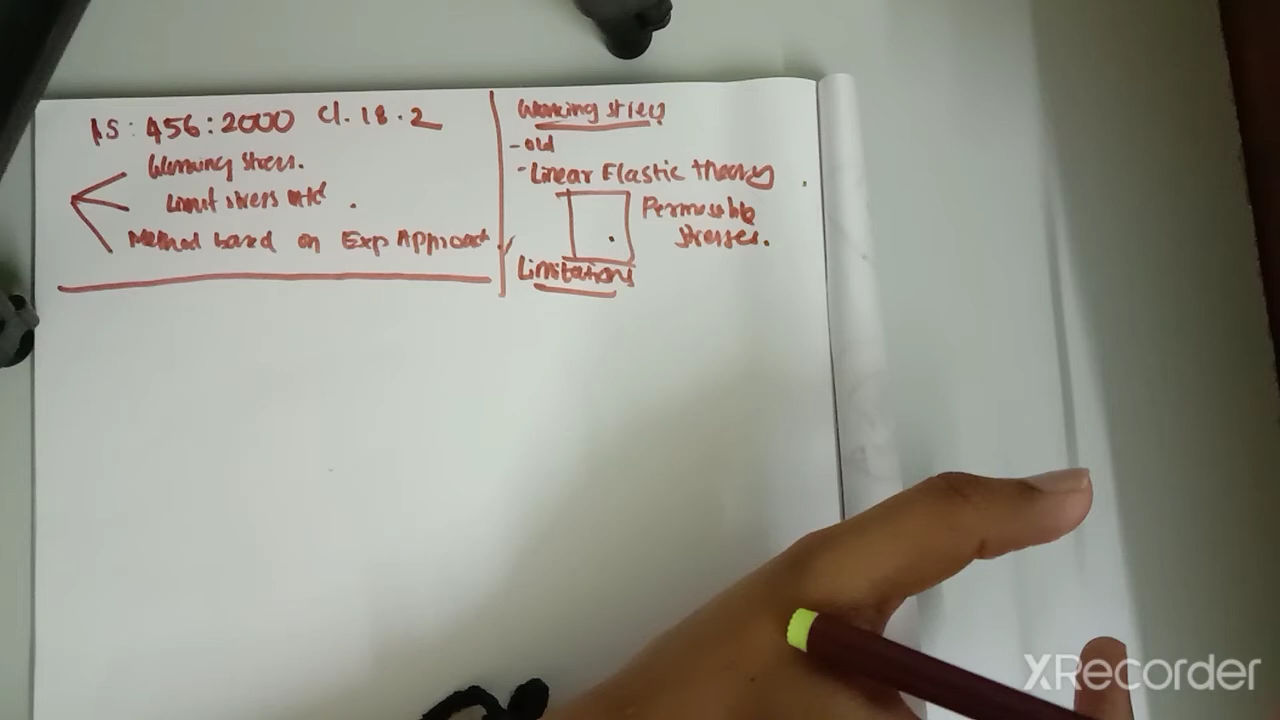 IS: 456:2000 Cl. 18.2
Working stress.
Limit stress mtd.
Method based on Exp Approach.
Working stress
- old
- Linear Elastic theory
Permissible
stresses.
Limitations
XRecorder